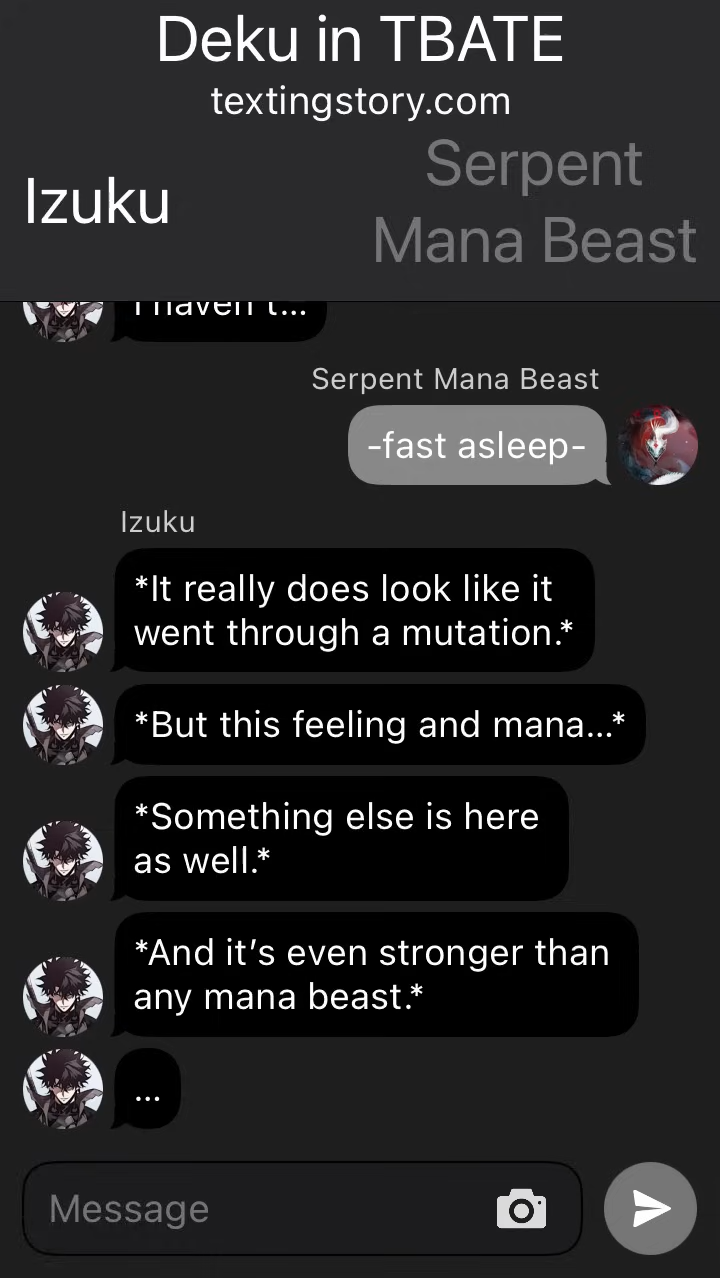 Deku in TBATE
textingstory.com
Izuku
Serpent
Mana Beast
I haven't...
Serpent Mana Beast
-fast asleep-
Izuku
*It really does look like it
went through a mutation.*
*But this feeling and mana...*
*Something else is here
as well.*
*And it’s even stronger than
any mana beast.*
...
Message